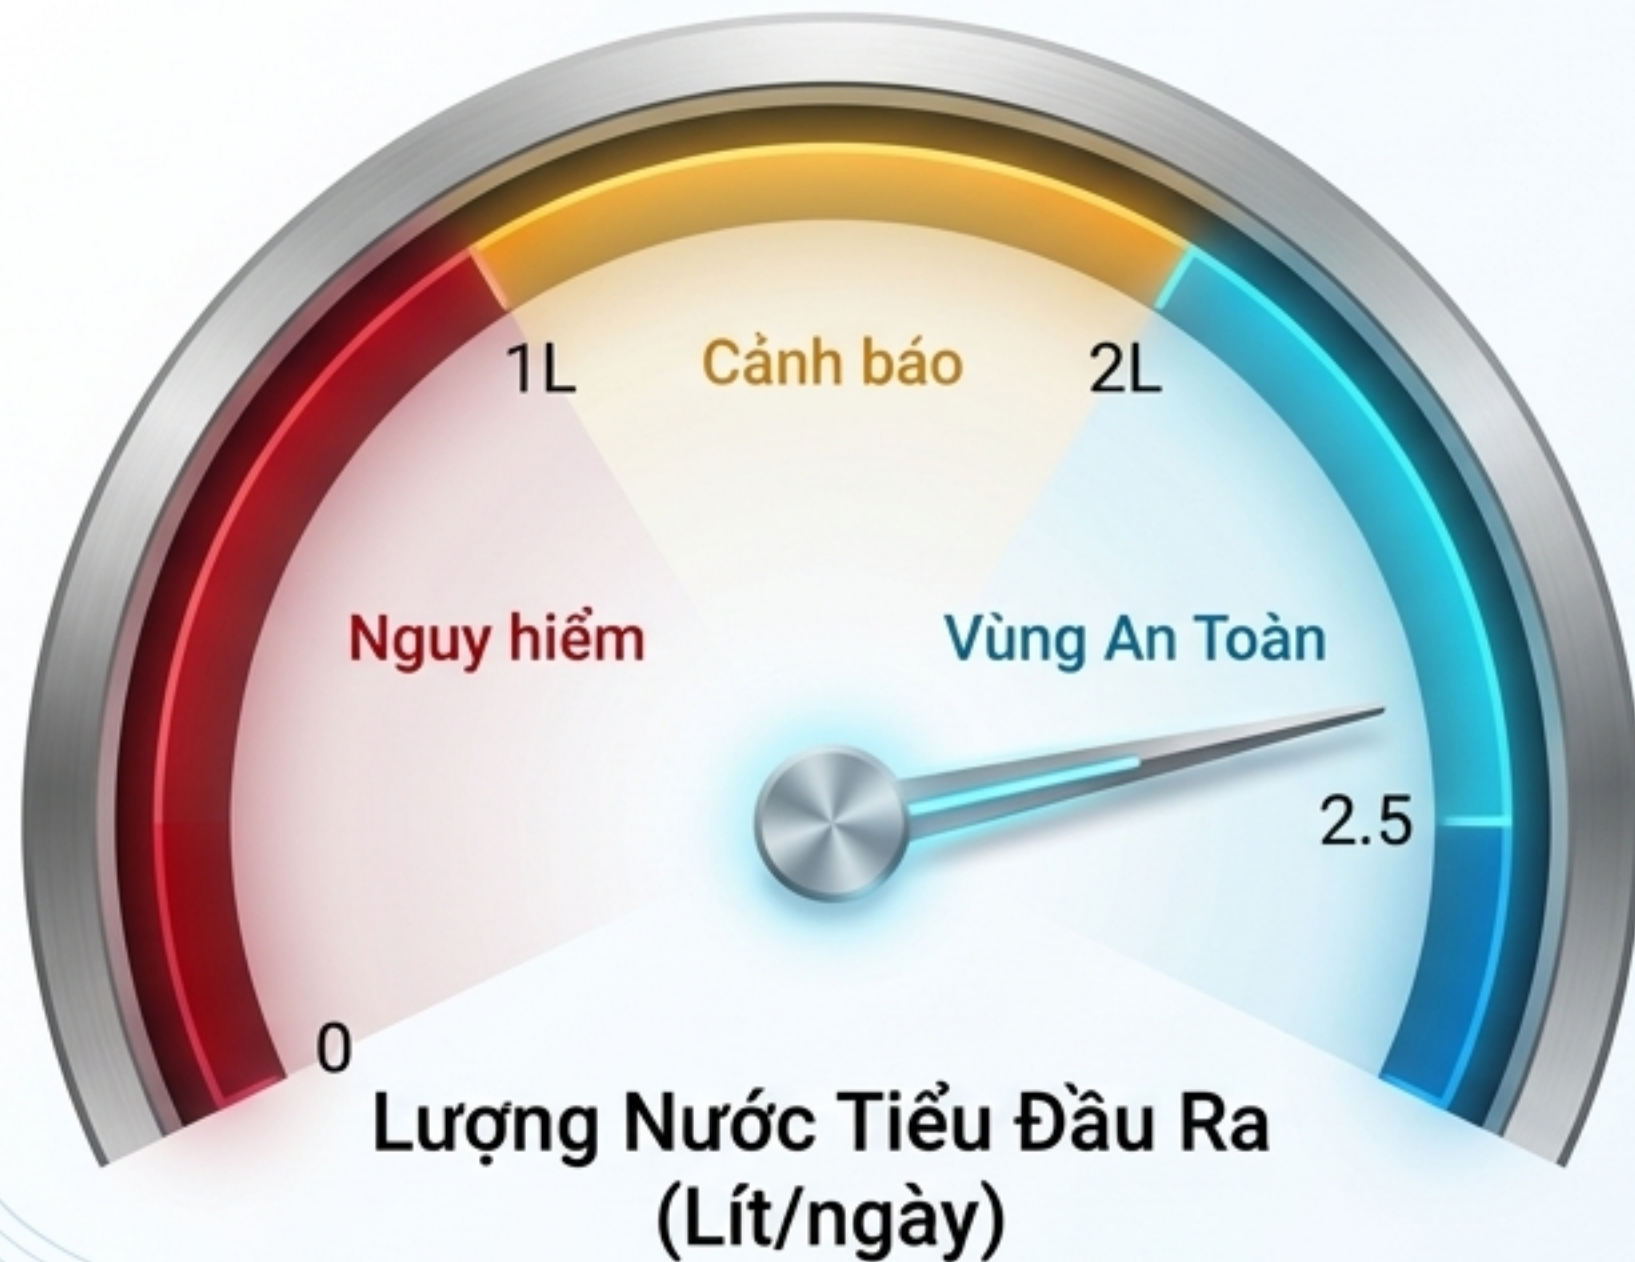 1L
Cảnh báo
2L
Nguy hiểm
Vùng An Toàn
2.5
0
Lượng Nước Tiểu Đầu Ra
(Lít/ngày)